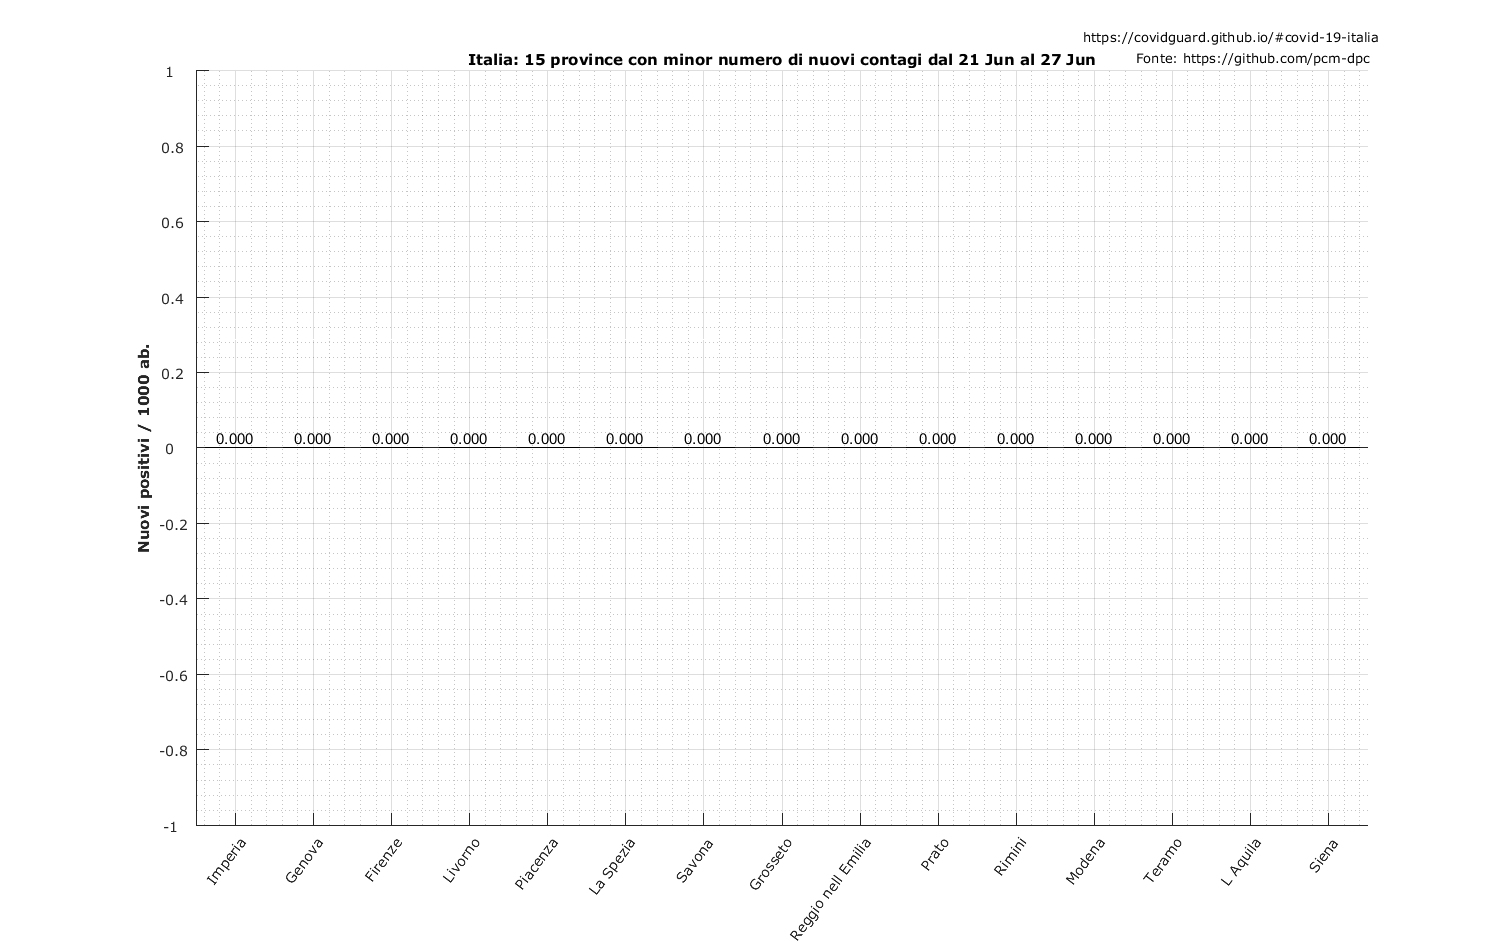 https://covidguard.github.io/#covid-19-italia
Italia: 15 province con minor numero di nuovi contagi dal 21 Jun al 27 Jun
Fonte: https://github.com/pcm-dpc
Nuovi positivi / 1000 ab.
1
0.8
0.6
0.4
0.2
0
-0.2
-0.4
-0.6
-0.8
-1
0.000 0.000 0.000 0.000 0.000 0.000 0.000 0.000 0.000 0.000 0.000 0.000 0.000 0.000 0.000
Imperia
Genova
Firenze
Livorno
Piacenza
La Spezia
Savona
Grosseto
Reggio nell Emilia
Prato
Rimini
Modena
Teramo
L Aquila
Siena